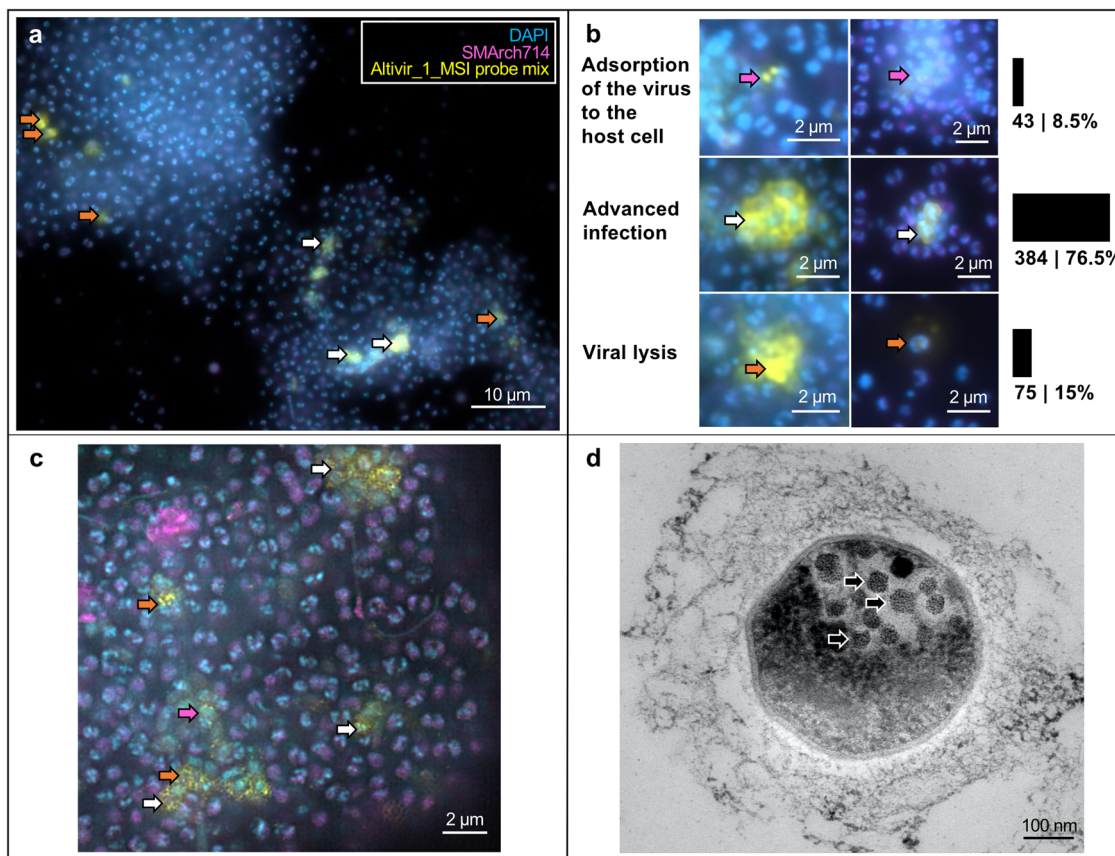 a
DAPI
SMArch714
Altivir_1_MSI probe mix
10 µm
b
Adsorption
of the virus
to the
host cell
2 µm
2 µm
43 | 8.5%
Advanced
infection
2 µm
2 µm
384 | 76.5%
Viral lysis
2 µm
2 µm
75 | 15%
c
2 µm
d
100 nm